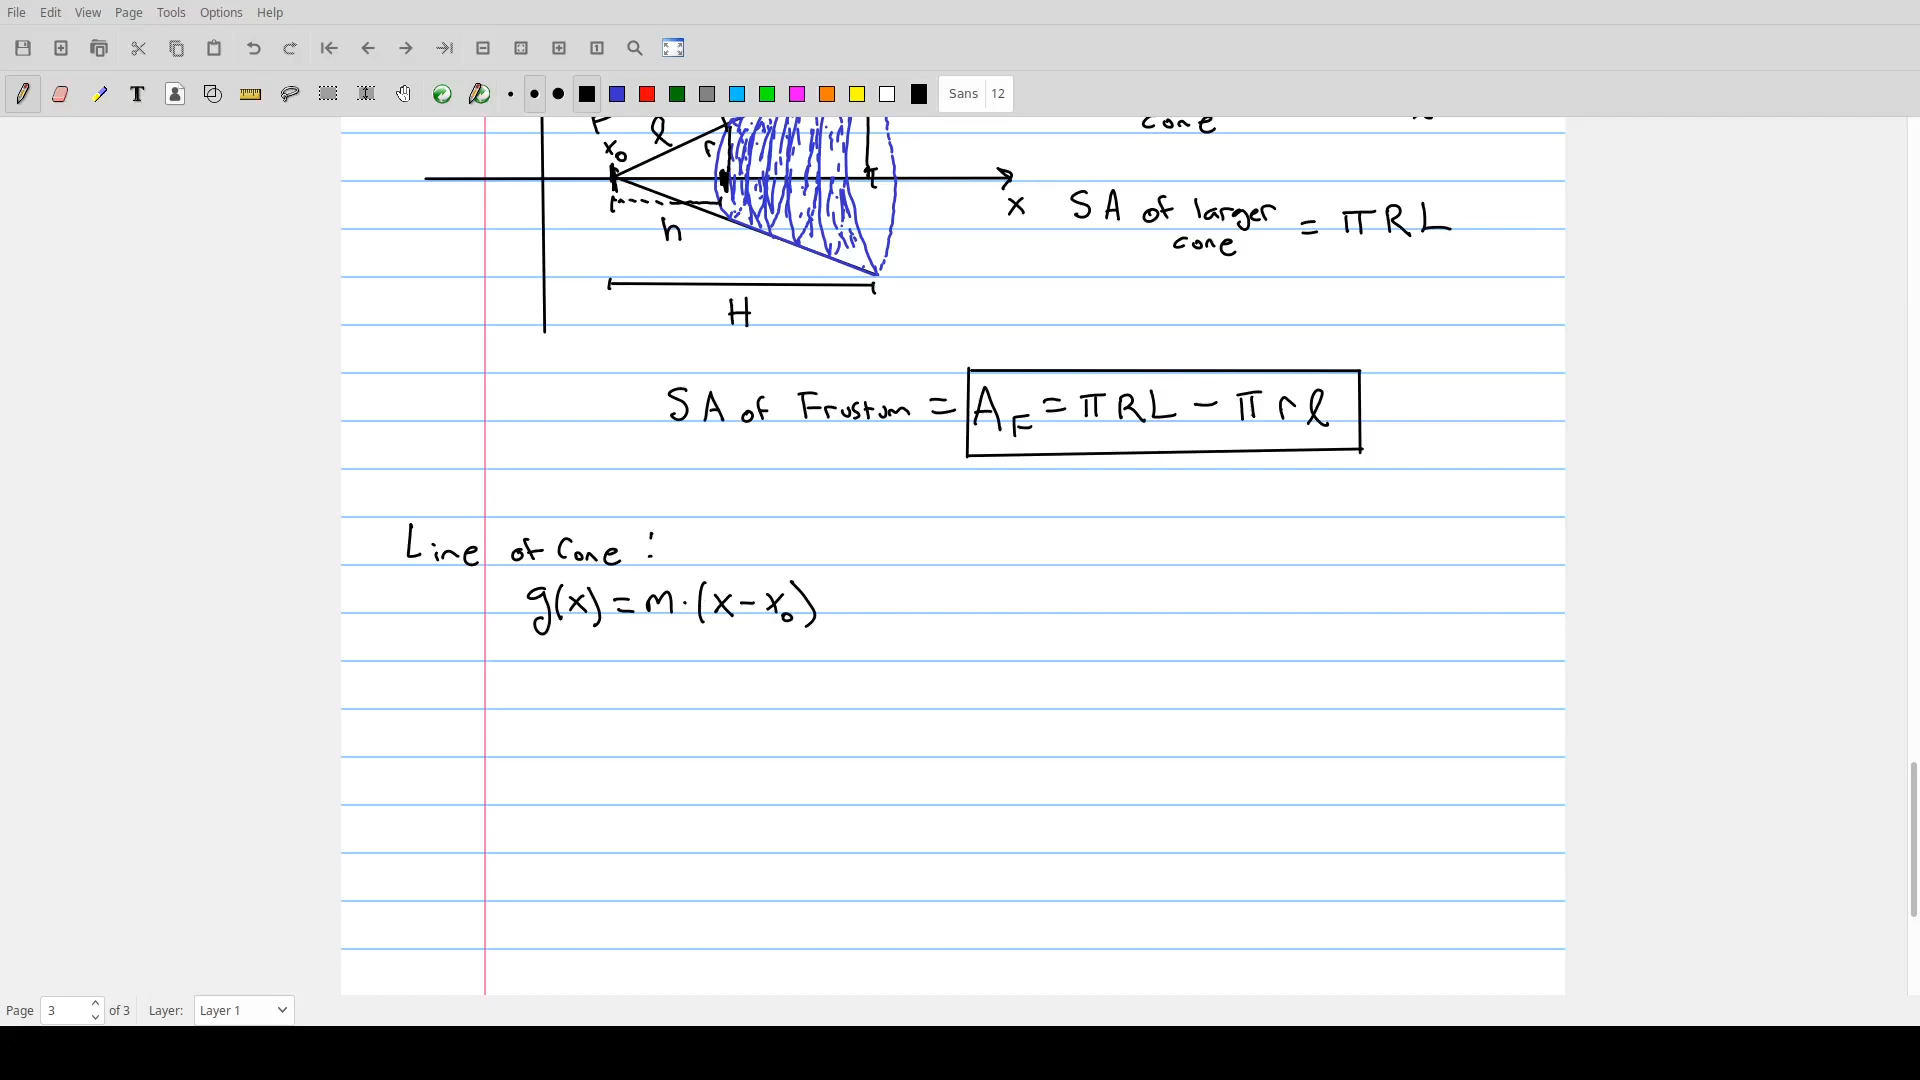 File Edit View Page Tools Options Help
Sans 12
cone
x₀ l r
x
h
H
SA of larger cone = πRL
SA of Frustum = A_F = πRL − πrl
Line of Cone :
g(x) = m·(x−x₀)
Page 3 of 3 Layer: Layer 1